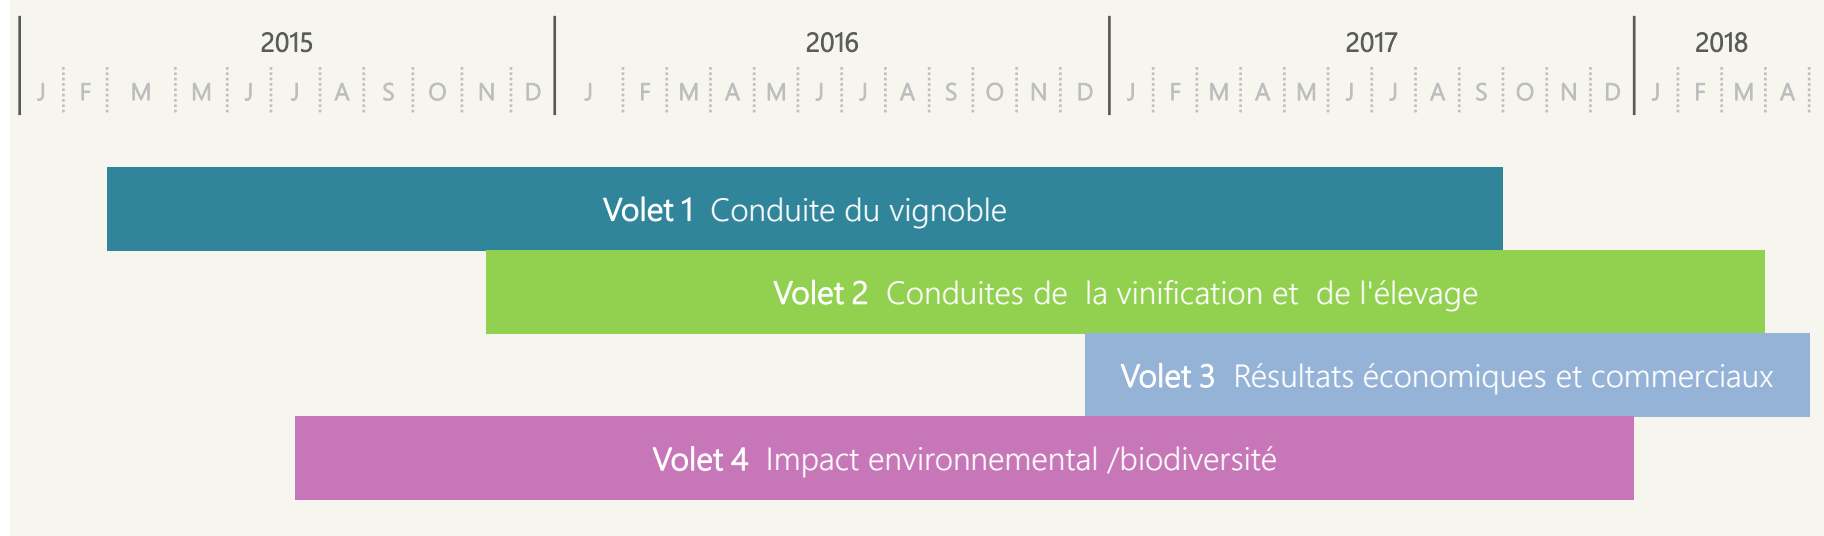 2015 2016 2017 2018
J F M M J J A S O N D J F M A M J J A S O N D J F M A M J J A S O N D J F M A
Volet 1 Conduite du vignoble
Volet 2 Conduites de la vinification et de l'élevage
Volet 3 Résultats économiques et commerciaux
Volet 4 Impact environnemental /biodiversité